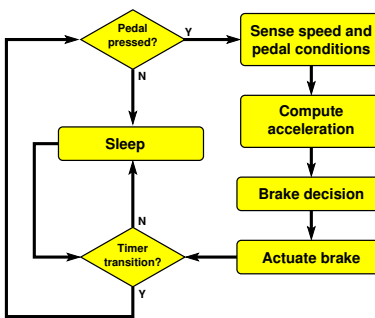 Pedal
pressed?
Y
N
Sense speed and
pedal conditions
Compute
acceleration
Sleep
Brake decision
N
Timer
transition?
Y
Actuate brake